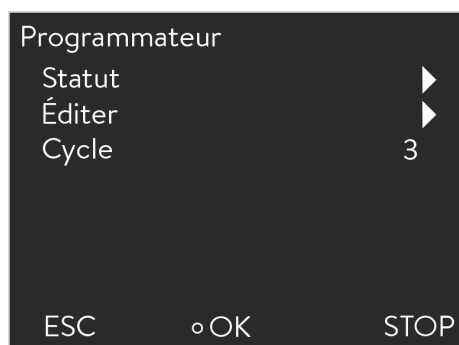 Programmateur
Statut
Éditer
Cycle 3
ESC OK STOP